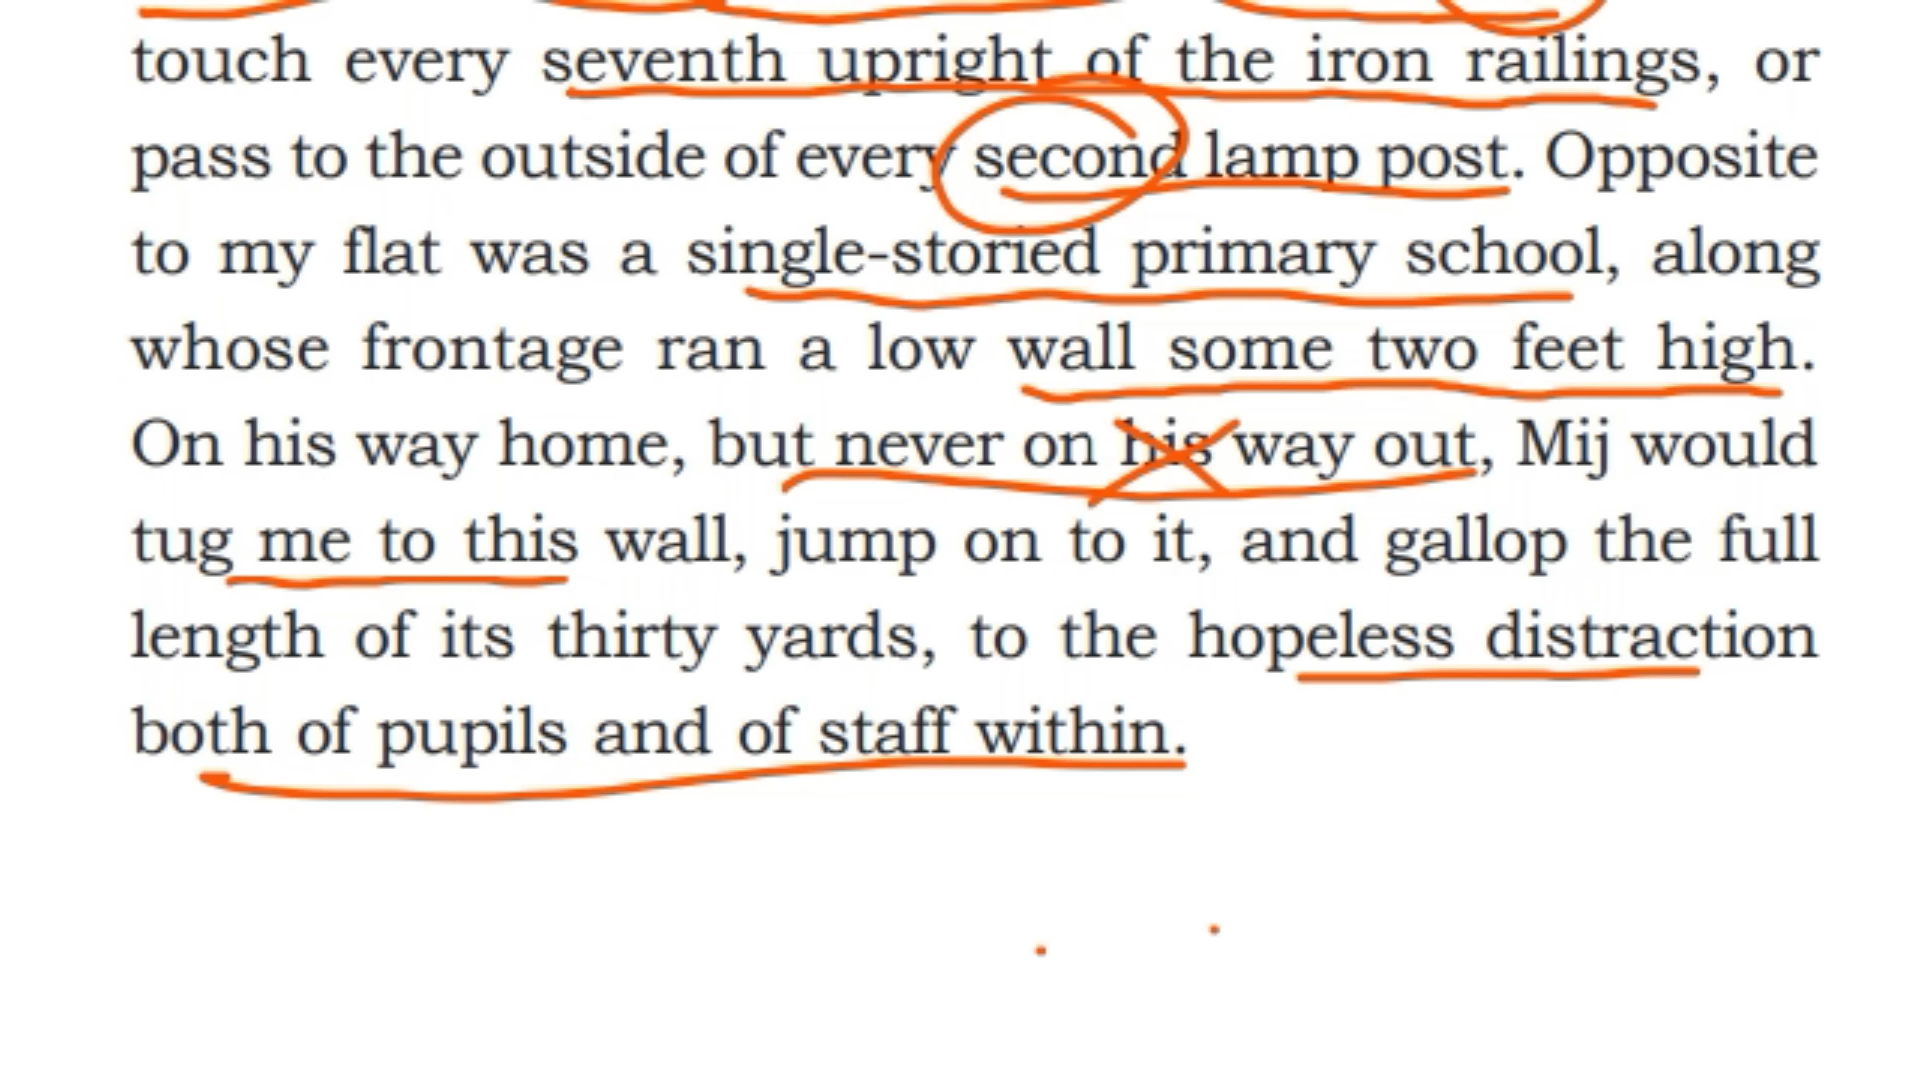 touch every seventh upright of the iron railings, or
pass to the outside of every second lamp post. Opposite
to my flat was a single-storied primary school, along
whose frontage ran a low wall some two feet high.
On his way home, but never on his way out, Mij would
tug me to this wall, jump on to it, and gallop the full
length of its thirty yards, to the hopeless distraction
both of pupils and of staff within.